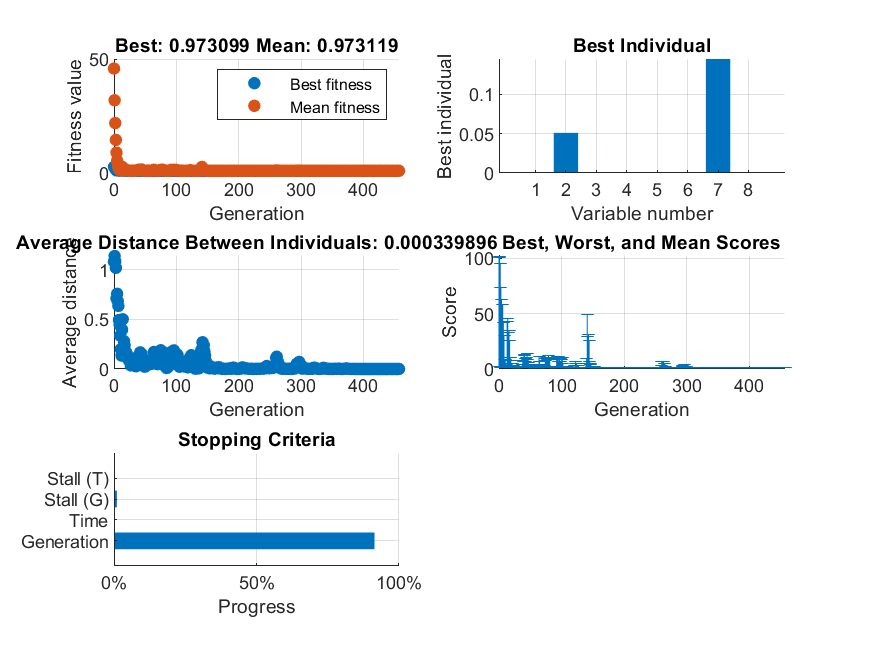 Best: 0.973099 Mean: 0.973119
Fitness value
50
0
Best fitness
Mean fitness
0 100 200 300 400
Generation
Best Individual
Best individual
0.1
0.05
0
1 2 3 4 5 6 7 8
Variable number
Average Distance Between Individuals: 0.000339896
Average distance
1
0.5
0
0 100 200 300 400
Generation
Best, Worst, and Mean Scores
Score
100
50
0
0 100 200 300 400
Generation
Stopping Criteria
Stall (T)
Stall (G)
Time
Generation
0% 50% 100%
Progress